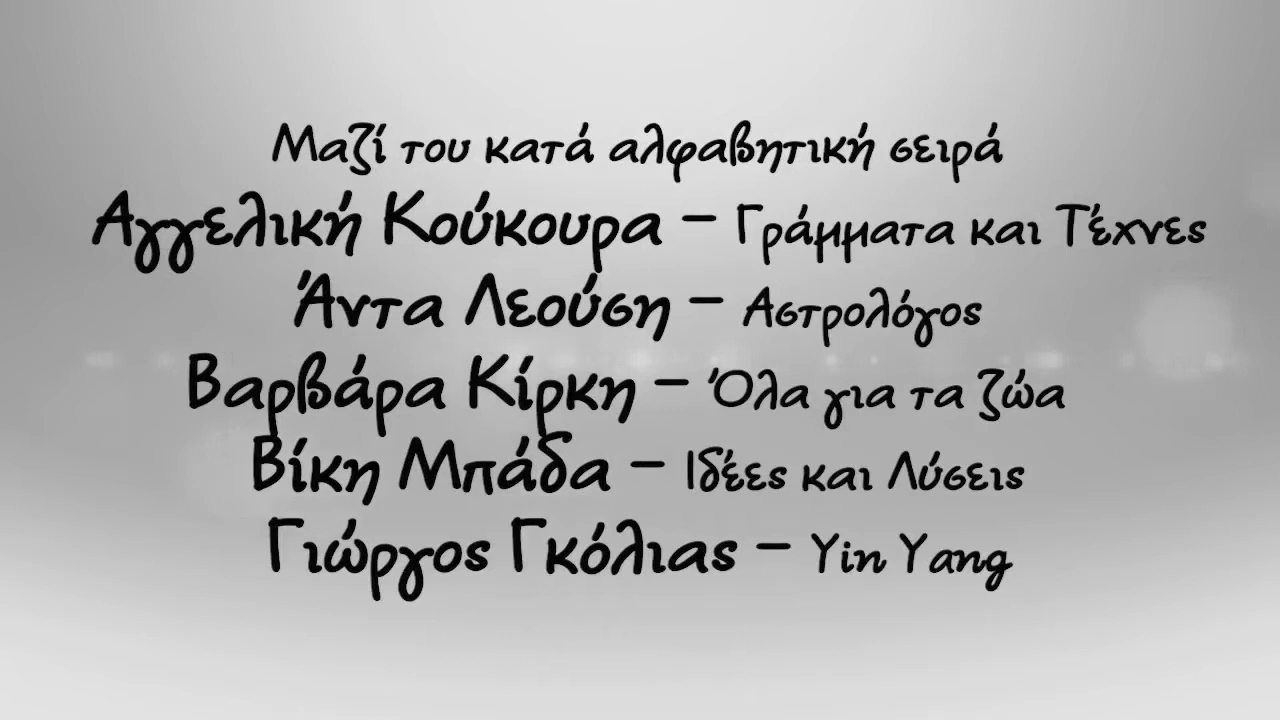 Μαζί του κατά αλφαβητική σειρά
Αγγελική Κούκουρα – Γράμματα και Τέχνες
Άντα Λεούση – Αστρολόγος
Βαρβάρα Κίρκη – Όλα για τα ζώα
Βίκη Μπάδα – Ιδέες και Λύσεις
Γιώργος Γκόλιας – Yin Yang